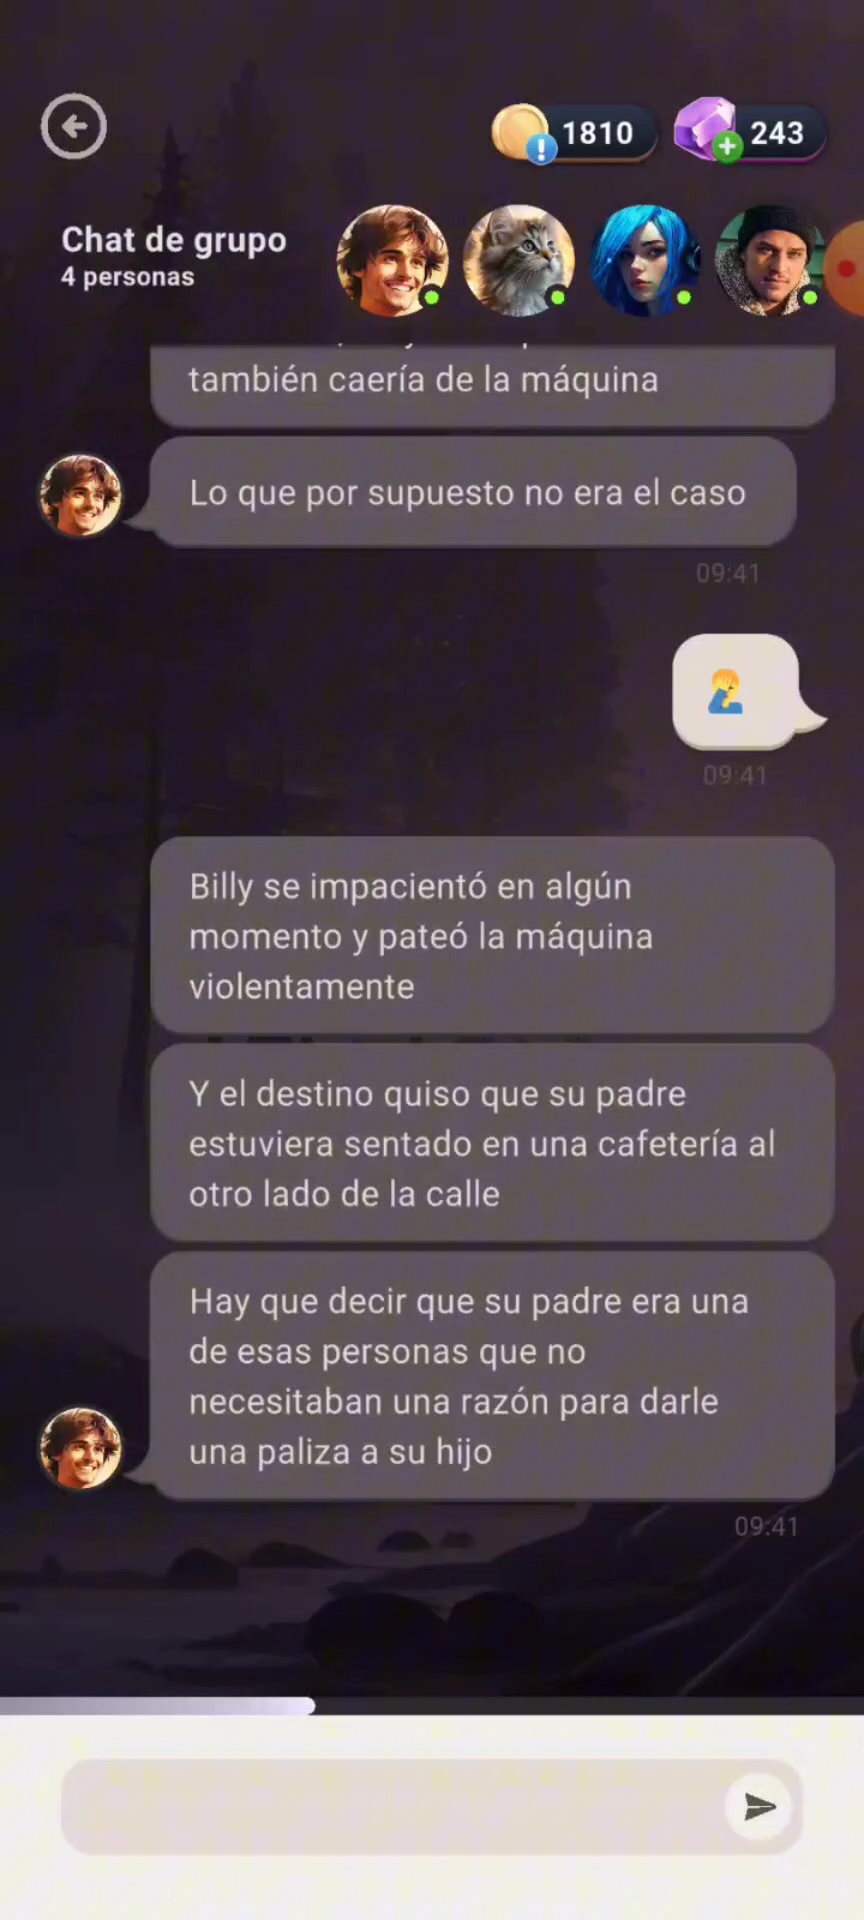 1810
243
Chat de grupo
4 personas
también caería de la máquina
Lo que por supuesto no era el caso
09:41
09:41
Billy se impacientó en algún
momento y pateó la máquina
violentamente
Y el destino quiso que su padre
estuviera sentado en una cafetería al
otro lado de la calle
Hay que decir que su padre era una
de esas personas que no
necesitaban una razón para darle
una paliza a su hijo
09:41